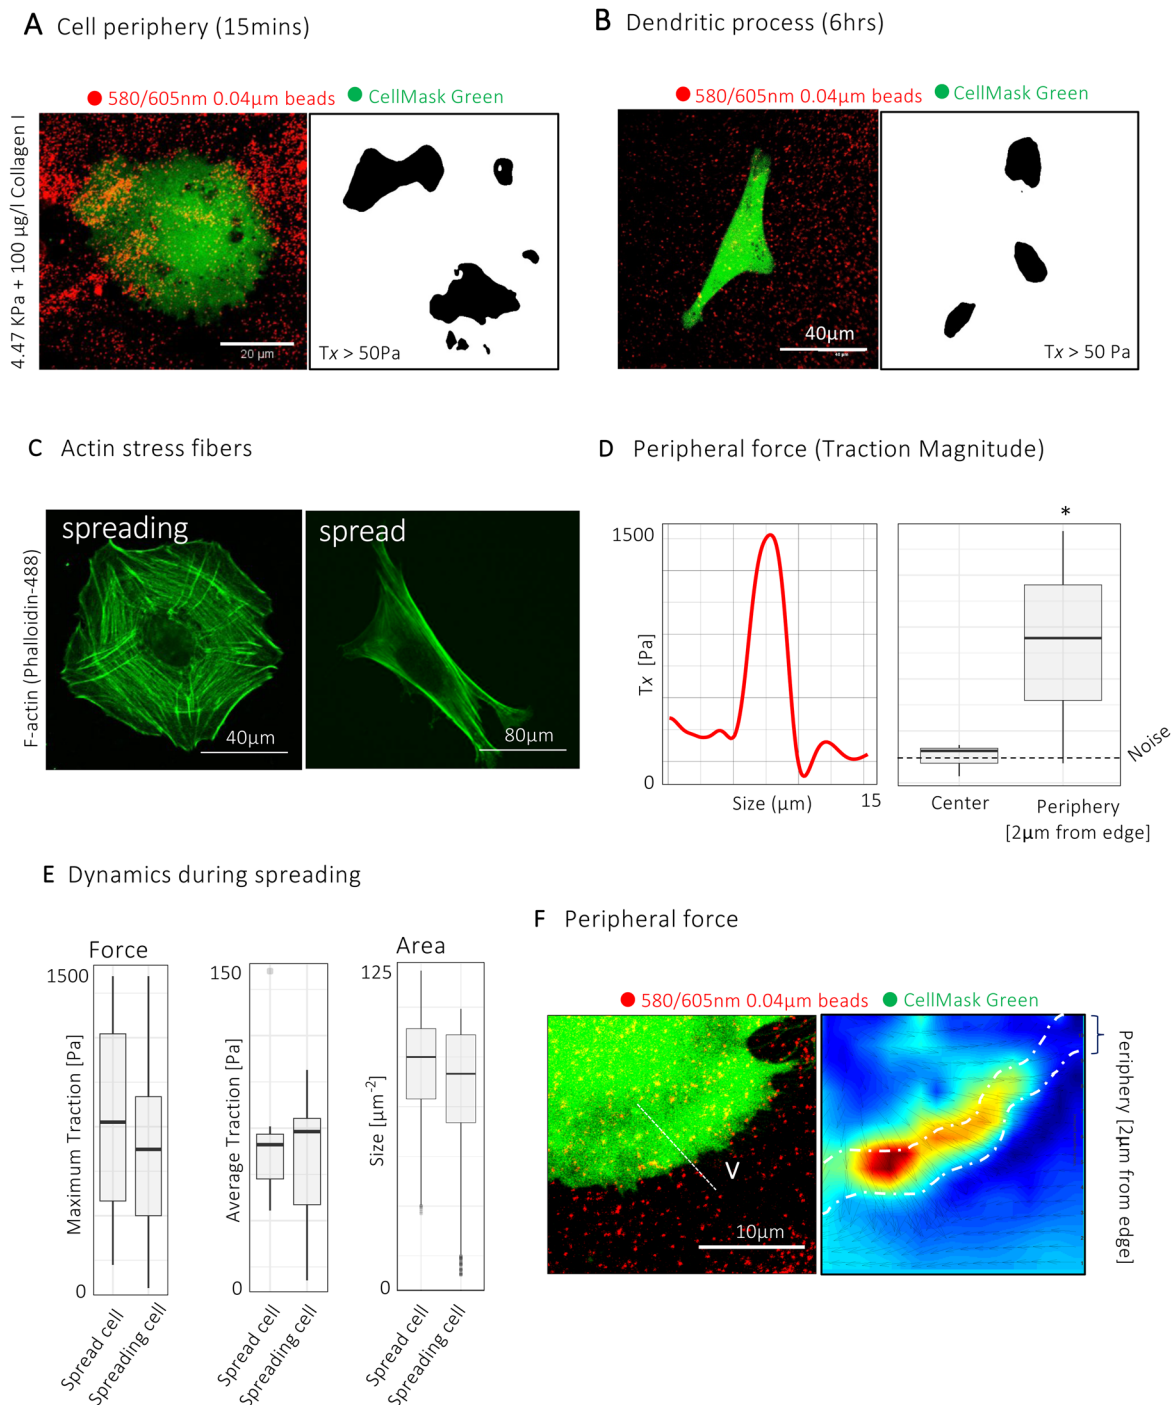 A Cell periphery (15mins)
580/605nm 0.04µm beads CellMask Green
4.47 KPa + 100 µg/l Collagen I
20 µm
Tx > 50Pa
B Dendritic process (6hrs)
580/605nm 0.04µm beads CellMask Green
40µm
Tx > 50 Pa
C Actin stress fibers
F-actin (Phalloidin-488)
spreading
40µm
spread
80µm
D Peripheral force (Traction Magnitude)
1500
Tx [Pa]
0
Size (µm)
15
*
Noise
Center
Periphery
[2µm from edge]
E Dynamics during spreading
Force
1500
Maximum Traction [Pa]
0
Spread cell
Spreading cell
150
Average Traction [Pa]
0
Spread cell
Spreading cell
Area
125
Size [µm⁻²]
0
Spread cell
Spreading cell
F Peripheral force
580/605nm 0.04µm beads CellMask Green
V
10µm
Periphery [2µm from edge]